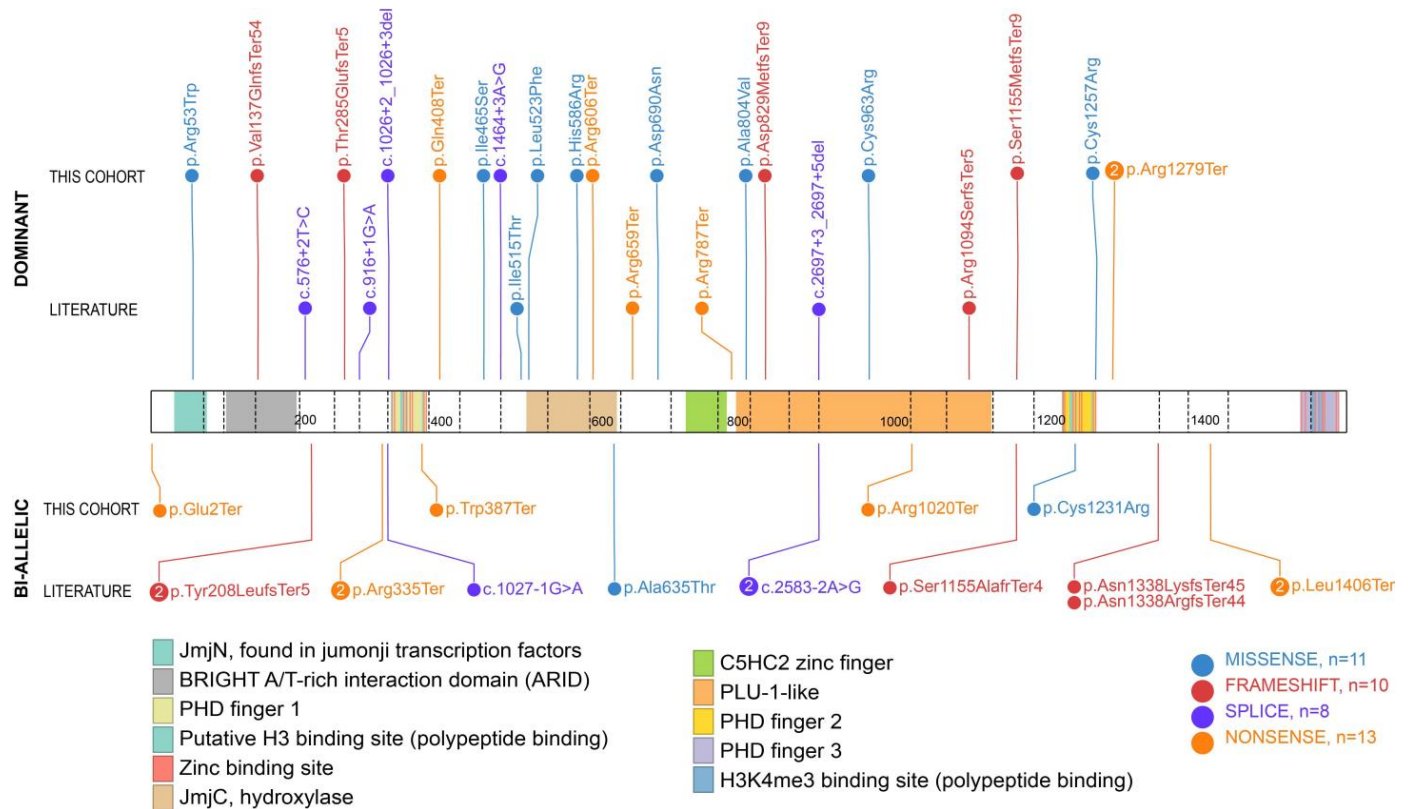 p.Arg53Trp
p.Val137GlnfsTer54
p.Thr285GlufsTer5
c.1026+2_1026+3del
p.Gln408Ter
p.Ile465Ser
c.1464+3A>G
p.Leu523Phe
p.His586Arg
p.Arg606Ter
p.Asp690Asn
p.Ala804Val
p.Asp829MetfsTer9
p.Cys963Arg
p.Ser1155MetfsTer9
p.Cys1257Arg
2 p.Arg1279Ter
THIS COHORT
DOMINANT
c.576+2T>C
c.916+1G>A
p.Ile515Thr
p.Arg659Ter
p.Arg787Ter
c.2697+3_2697+5del
p.Arg1094SerfsTer5
LITERATURE
200 400 600 800 1000 1200 1400
BI-ALLELIC
THIS COHORT
p.Glu2Ter
p.Trp387Ter
p.Arg1020Ter
p.Cys1231Arg
LITERATURE
2 p.Tyr208LeufsTer5
2 p.Arg335Ter
c.1027-1G>A
p.Ala635Thr
2 c.2583-2A>G
p.Ser1155AlafrTer4
p.Asn1338LysfsTer45
p.Asn1338ArgfsTer44
2 p.Leu1406Ter
JmjN, found in jumonji transcription factors
BRIGHT A/T-rich interaction domain (ARID)
PHD finger 1
Putative H3 binding site (polypeptide binding)
Zinc binding site
JmjC, hydroxylase
C5HC2 zinc finger
PLU-1-like
PHD finger 2
PHD finger 3
H3K4me3 binding site (polypeptide binding)
MISSENSE, n=11
FRAMESHIFT, n=10
SPLICE, n=8
NONSENSE, n=13